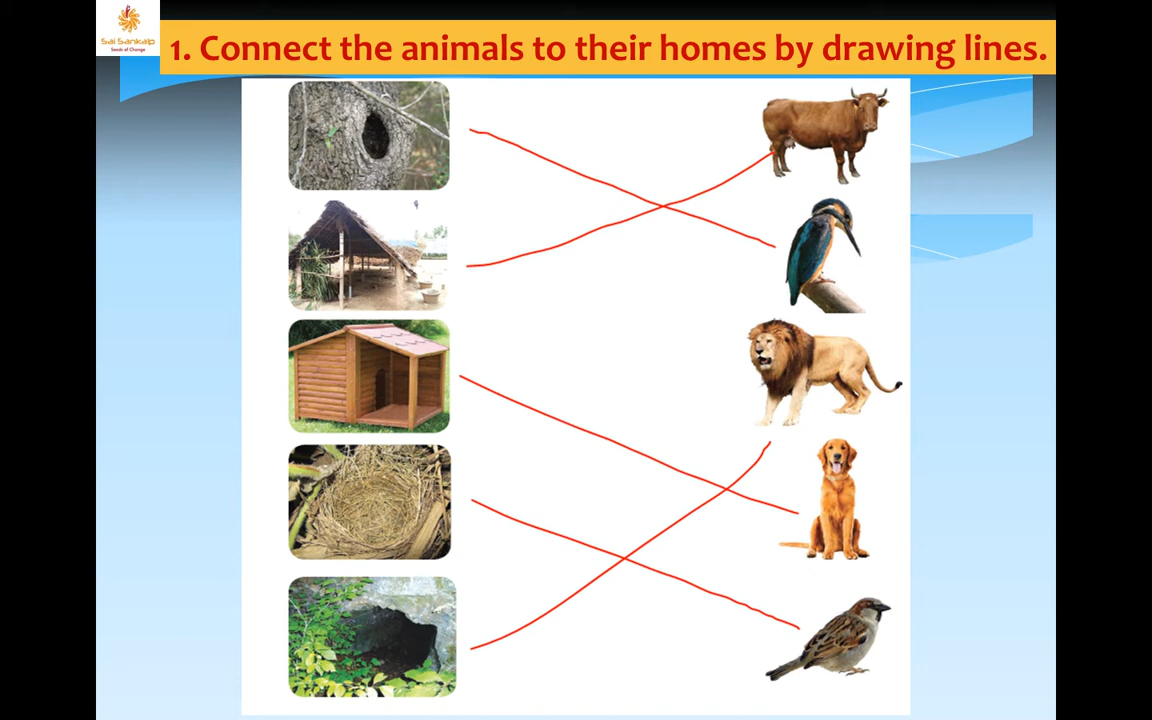 Sai Sankalp
Seeds of Change
1. Connect the animals to their homes by drawing lines.